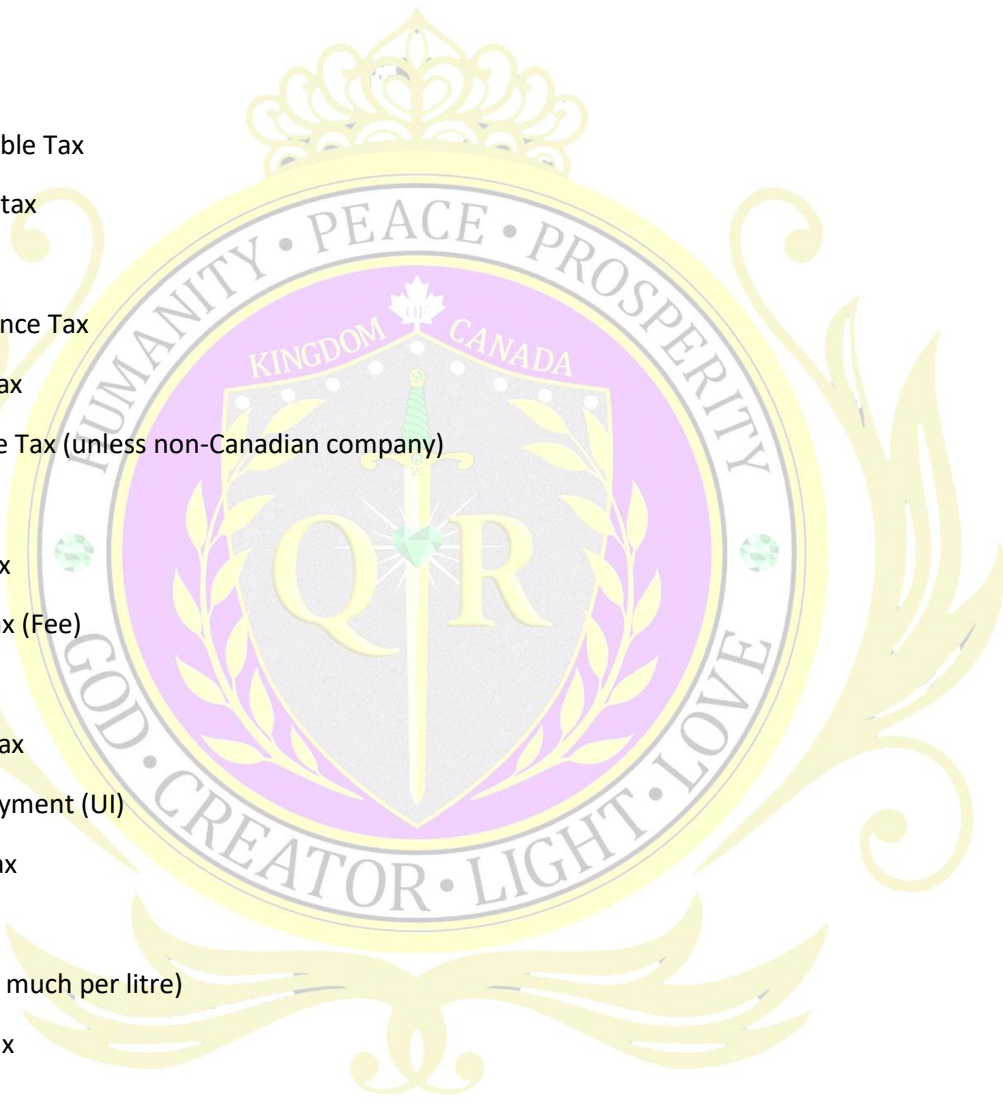 ble Tax
tax
nce Tax
ax
e Tax (unless non-Canadian company)
x
ax (Fee)
ax
yment (UI)
ax
much per litre)
x
HUMANITY • PEACE • PROSPERITY
KINGDOM OF CANADA
Q R
GOD • CREATOR • LIGHT • LOVE